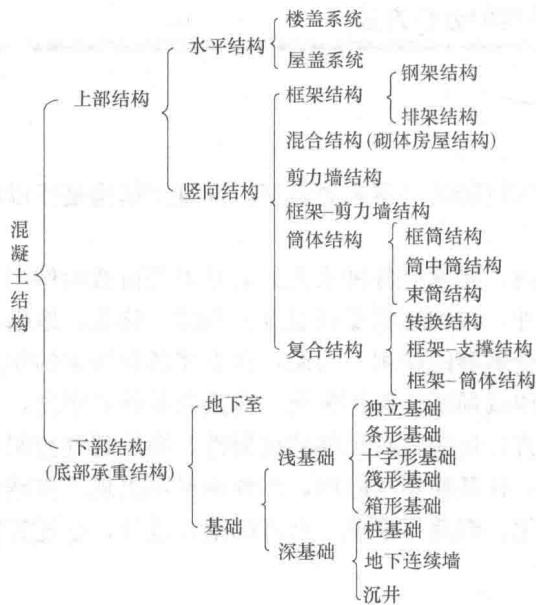 混凝土结构
上部结构
水平结构
楼盖系统
屋盖系统
竖向结构
框架结构
钢架结构
排架结构
混合结构(砌体房屋结构)
剪力墙结构
框架-剪力墙结构
筒体结构
框筒结构
筒中筒结构
束筒结构
复合结构
转换结构
框架-支撑结构
框架-筒体结构
下部结构
(底部承重结构)
地下室
基础
浅基础
独立基础
条形基础
十字形基础
筏形基础
箱形基础
深基础
桩基础
地下连续墙
沉井